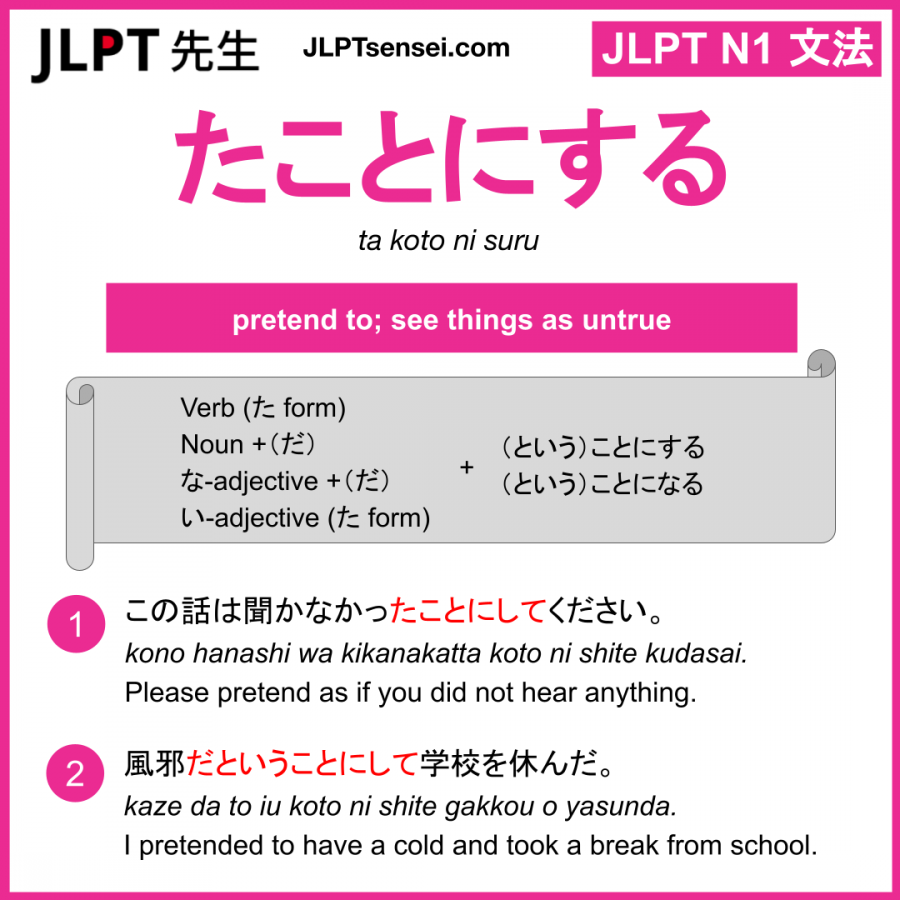 JLPT 先生
JLPTsensei.com
JLPT N1 文法
たことにする
ta koto ni suru
pretend to; see things as untrue
Verb (た form)
Noun +（だ）
な-adjective +（だ）
い-adjective (た form)
+
（という）ことにする
（という）ことになる
1
この話は聞かなかったことにしてください。
kono hanashi wa kikanakatta koto ni shite kudasai.
Please pretend as if you did not hear anything.
2
風邪だということにして学校を休んだ。
kaze da to iu koto ni shite gakkou o yasunda.
I pretended to have a cold and took a break from school.